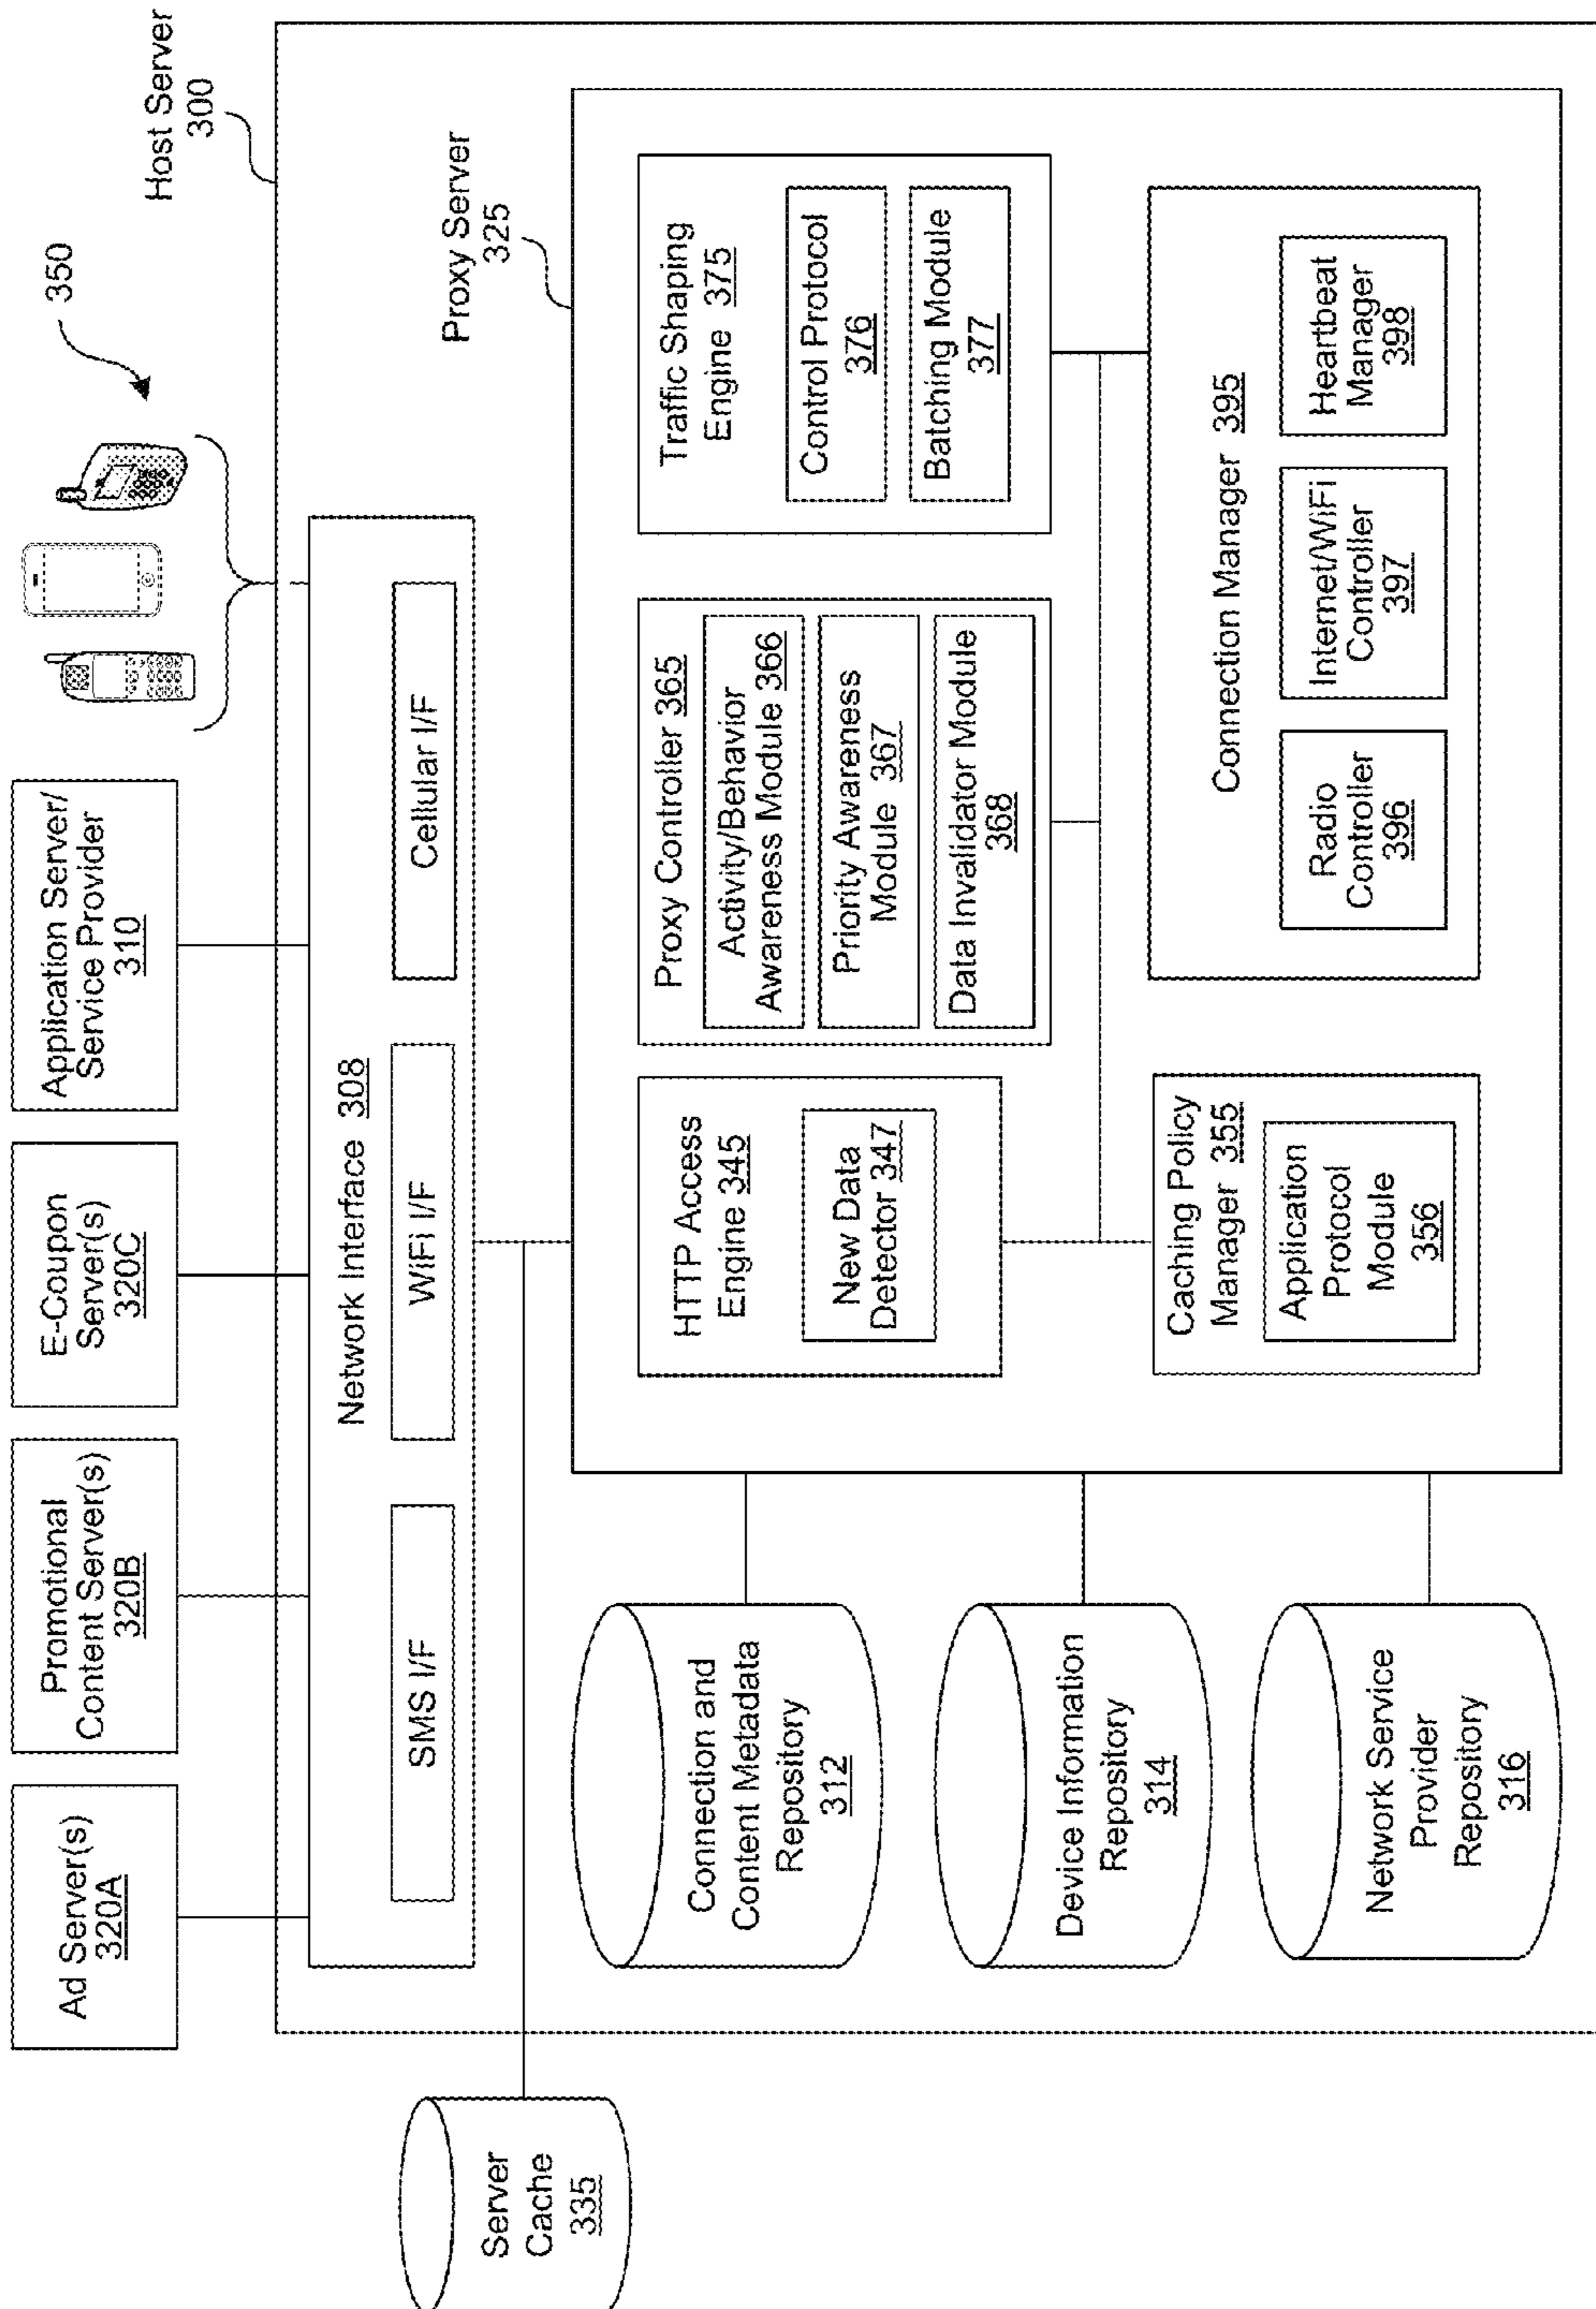 Ad Server(s)
320A
Promotional
Content Server(s)
320B
E-Coupon
Server(s)
320C
Application Server/
Service Provider
310
350
Host Server
300
Network Interface 308
SMS I/F
WiFi I/F
Cellular I/F
Server
Cache
335
Proxy Server
325
Connection and
Content Metadata
Repository
312
Device Information
Repository
314
Network Service
Provider
Repository
316
HTTP Access
Engine 345
New Data
Detector 347
Proxy Controller 365
Activity/Behavior
Awareness Module 366
Priority Awareness
Module 367
Data Invalidator Module
368
Traffic Shaping
Engine 375
Control Protocol
376
Batching Module
377
Caching Policy
Manager 355
Application
Protocol
Module
356
Connection Manager 395
Radio
Controller
396
Internet/WiFi
Controller
397
Heartbeat
Manager
398